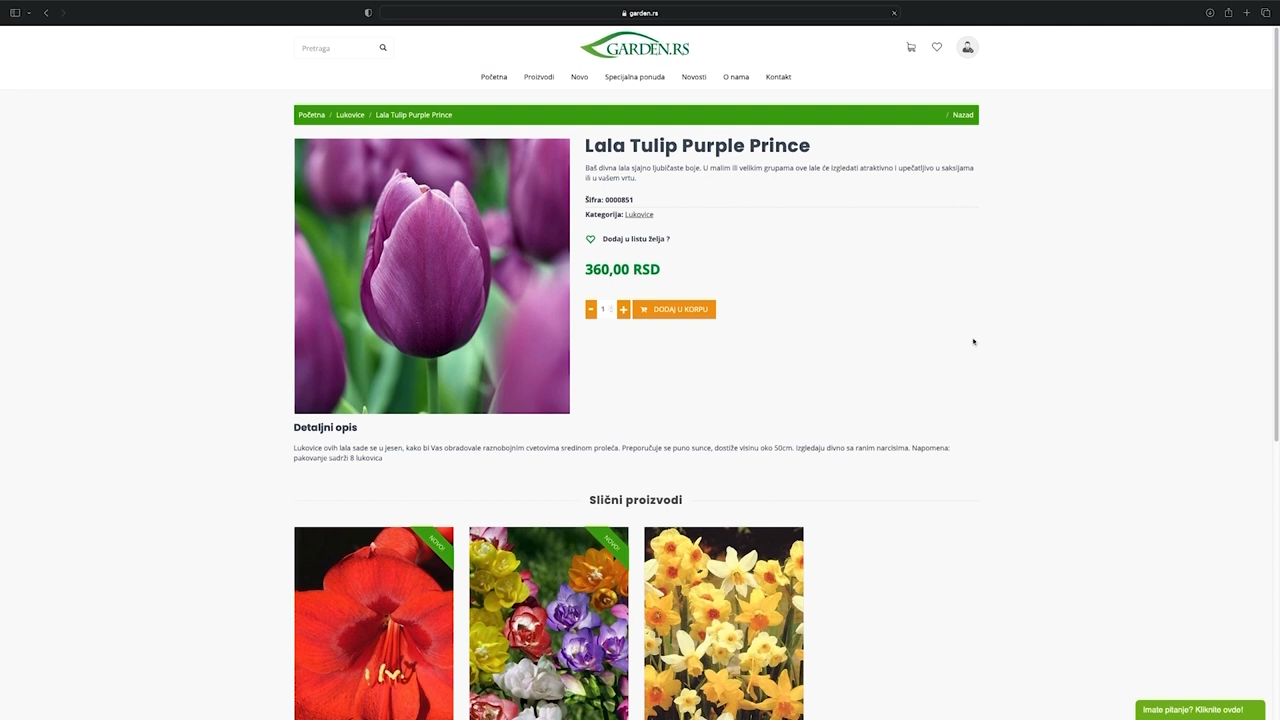 garden.rs
Pretraga
GARDEN.RS
Početna Proizvodi Novo Specijalna ponuda Novosti O nama Kontakt
Početna / Lukovice / Lala Tulip Purple Prince
/ Nazad
Lala Tulip Purple Prince
Baš divna lala sjajno ljubičaste boje. U malim ili velikim grupama ove lale će izgledati atraktivno i upečatljivo u saksijama
ili u vašem vrtu.
Šifra: 0000851
Kategorija: Lukovice
Dodaj u listu želja ?
360,00 RSD
- 1 + DODAJ U KORPU
Detaljni opis
Lukovice ovih lala sade se u jesen, kako bi Vas obradovale raznobojnim cvetovima sredinom proleća. Preporučuje se puno sunce, dostiže visinu oko 50cm. Izgledaju divno sa ranim narcisima. Napomena:
pakovanje sadrži 8 lukovica
Slični proizvodi
NOVO!
NOVO!
Imate pitanje? Kliknite ovde!